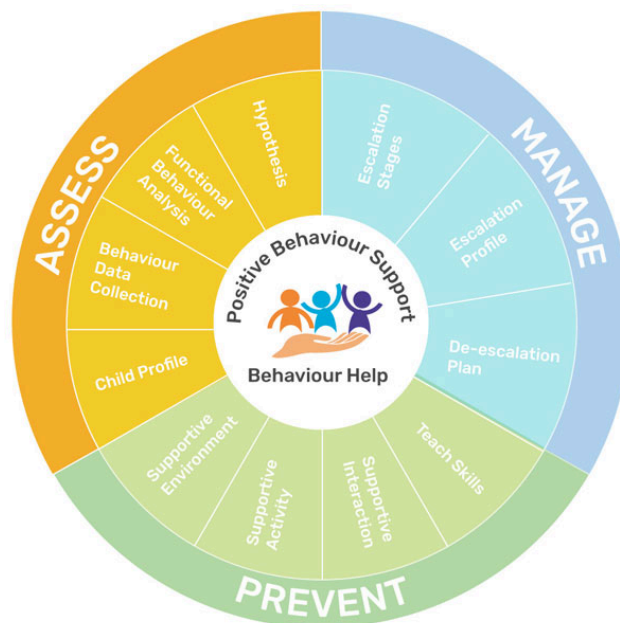 ASSESS
Hypothesis
Functional
Behaviour
Analysis
Behaviour
Data
Collection
Child Profile
MANAGE
Escalation
Stages
Escalation
Profile
De-escalation
Plan
PREVENT
Supportive
Environment
Supportive
Activity
Supportive
Interaction
Teach Skills
Positive Behaviour Support
Behaviour Help